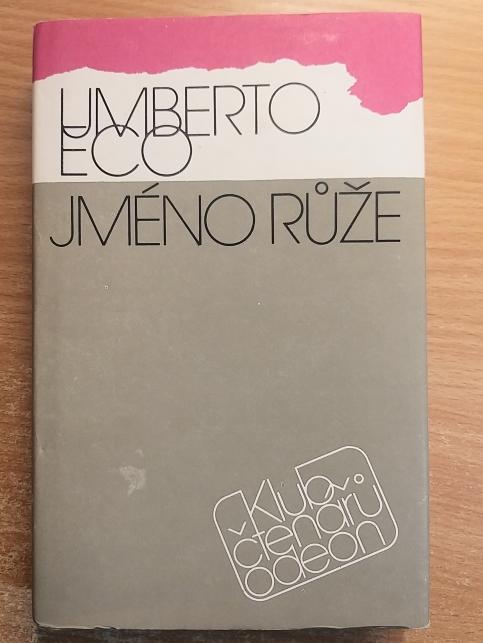 UMBERTO
ECO
JMÉNO RŮŽE
Klub
čtenářů
odeon